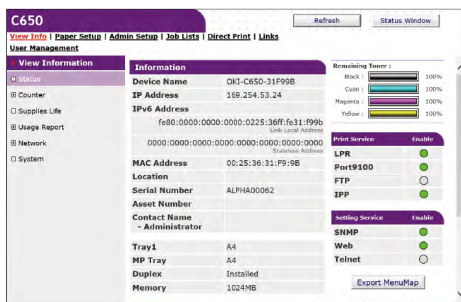 C650
Refresh
Status Window
View Info | Paper Setup | Admin Setup | Job Lists | Direct Print | Links
User Management
View Information
Status
Counter
Supplies Life
Usage Report
Network
System
Information
Device Name OKI-C650-31F99B
IP Address 169.254.53.24
IPv6 Address
fe80:0000:0000:0000:0225:36ff:fe31:f99b
Link-Local Address
0000:0000:0000:0000:0000:0000:0000:0000
Stateless Address
MAC Address 00:25:36:31:F9:9B
Location
Serial Number ALPHA00062
Asset Number
Contact Name
- Administrator
Tray1 A4
MP Tray A4
Duplex Installed
Memory 1024MB
Remaining Toner :
Black : 100%
Cyan : 100%
Magenta : 100%
Yellow : 100%
Print Service Enable
LPR
Port9100
FTP
IPP
Setting Service Enable
SNMP
Web
Telnet
Export MenuMap